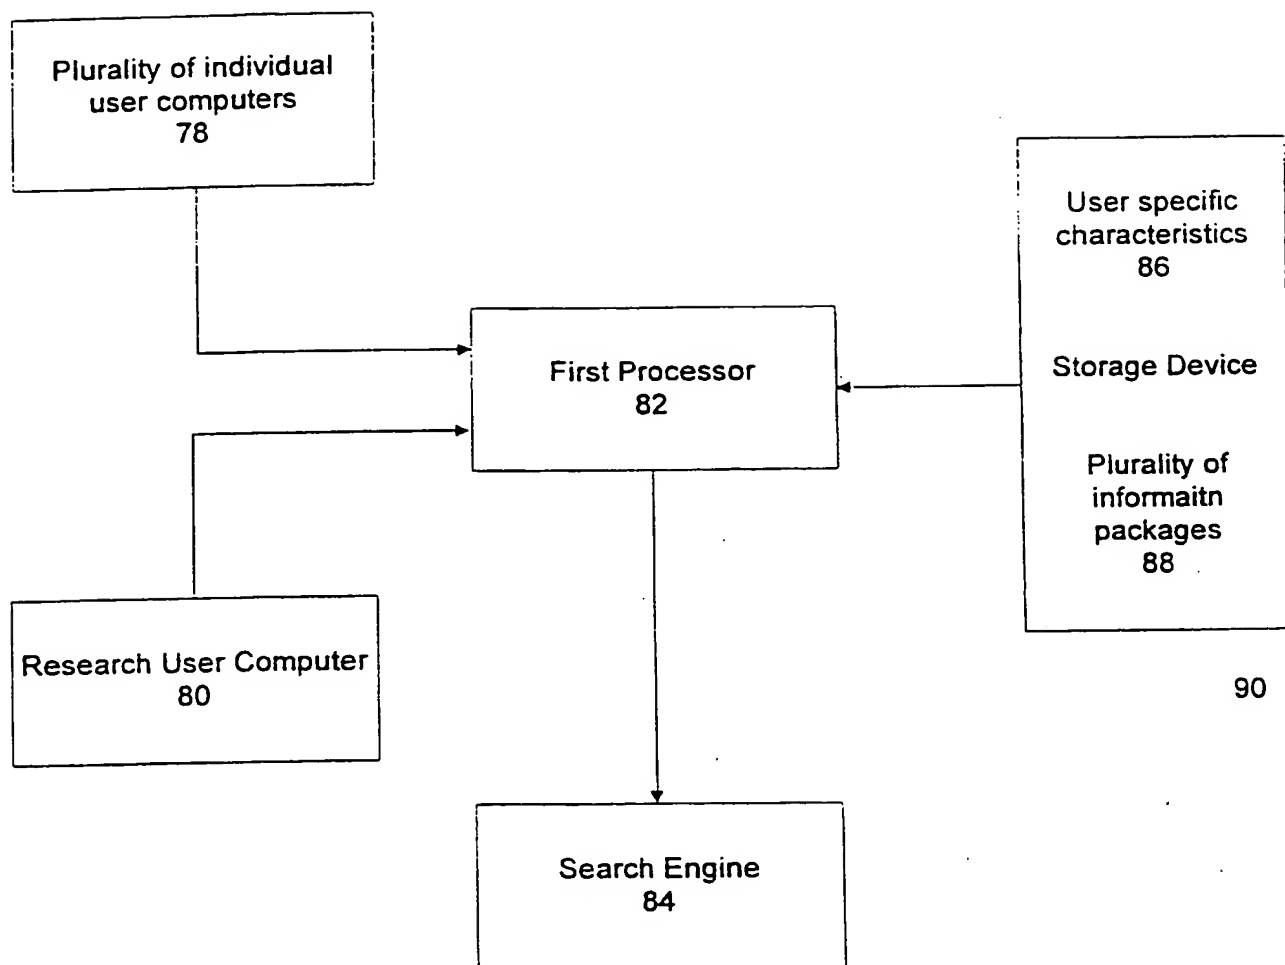 Plurality of individual
user computers
78
User specific
characteristics
86
First Processor
82
Storage Device
Plurality of
informaitn
packages
88
Research User Computer
80
90
Search Engine
84